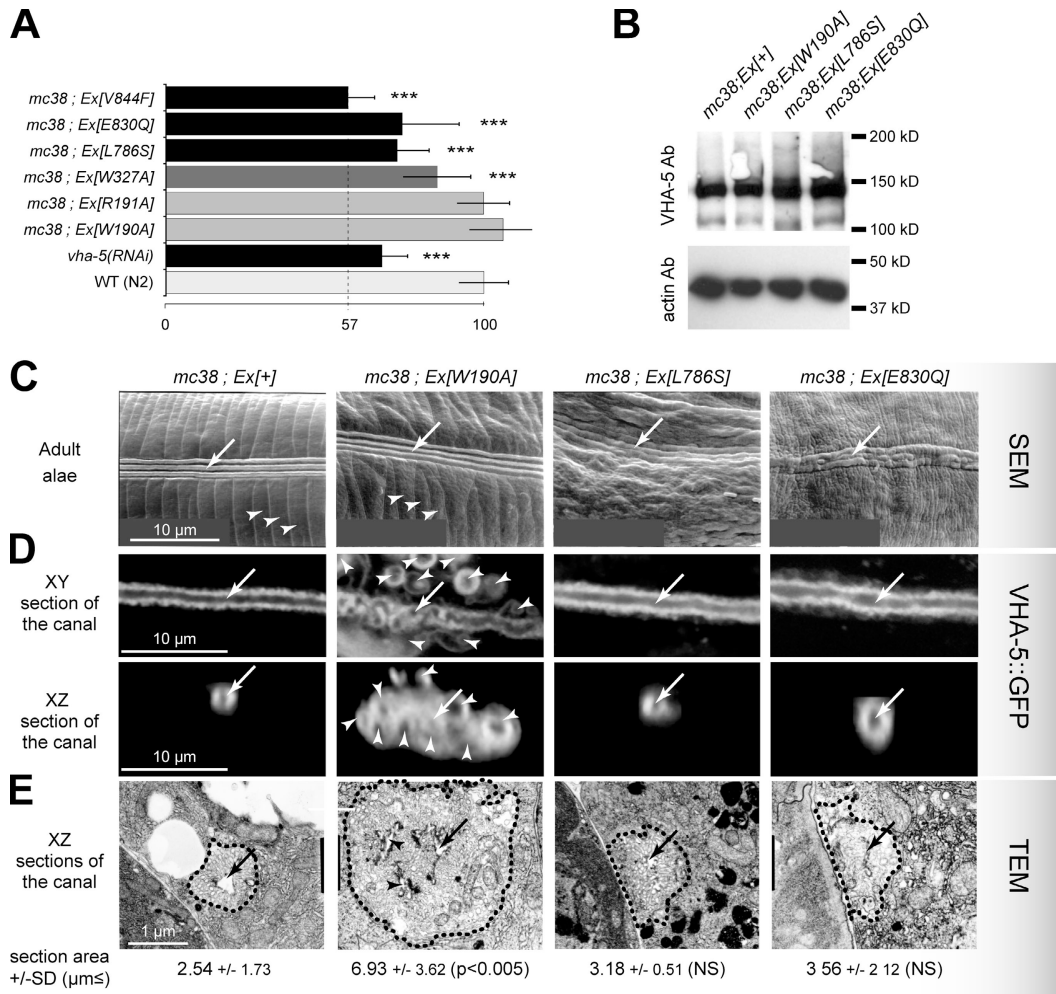 A
mc38 ; Ex[V844F]
***
mc38 ; Ex[E830Q]
***
mc38 ; Ex[L786S]
***
mc38 ; Ex[W327A]
***
mc38 ; Ex[R191A]
mc38 ; Ex[W190A]
vha-5(RNAi)
***
WT (N2)
0 57 100
B
mc38;Ex[+]
mc38;Ex[W190A]
mc38;Ex[L786S]
mc38;Ex[E830Q]
VHA-5 Ab
200 kD
150 kD
100 kD
actin Ab
50 kD
37 kD
C
mc38 ; Ex[+] mc38 ; Ex[W190A] mc38 ; Ex[L786S] mc38 ; Ex[E830Q]
Adult
alae
10 µm
SEM
D
XY
section of
the canal
10 µm
XZ
section of
the canal
10 µm
VHA-5::GFP
E
XZ
sections of
the canal
1 µm
TEM
section area
+/-SD (µm≤)
2.54 +/- 1.73 6.93 +/- 3.62 (p<0.005) 3.18 +/- 0.51 (NS) 3 56 +/- 2 12 (NS)